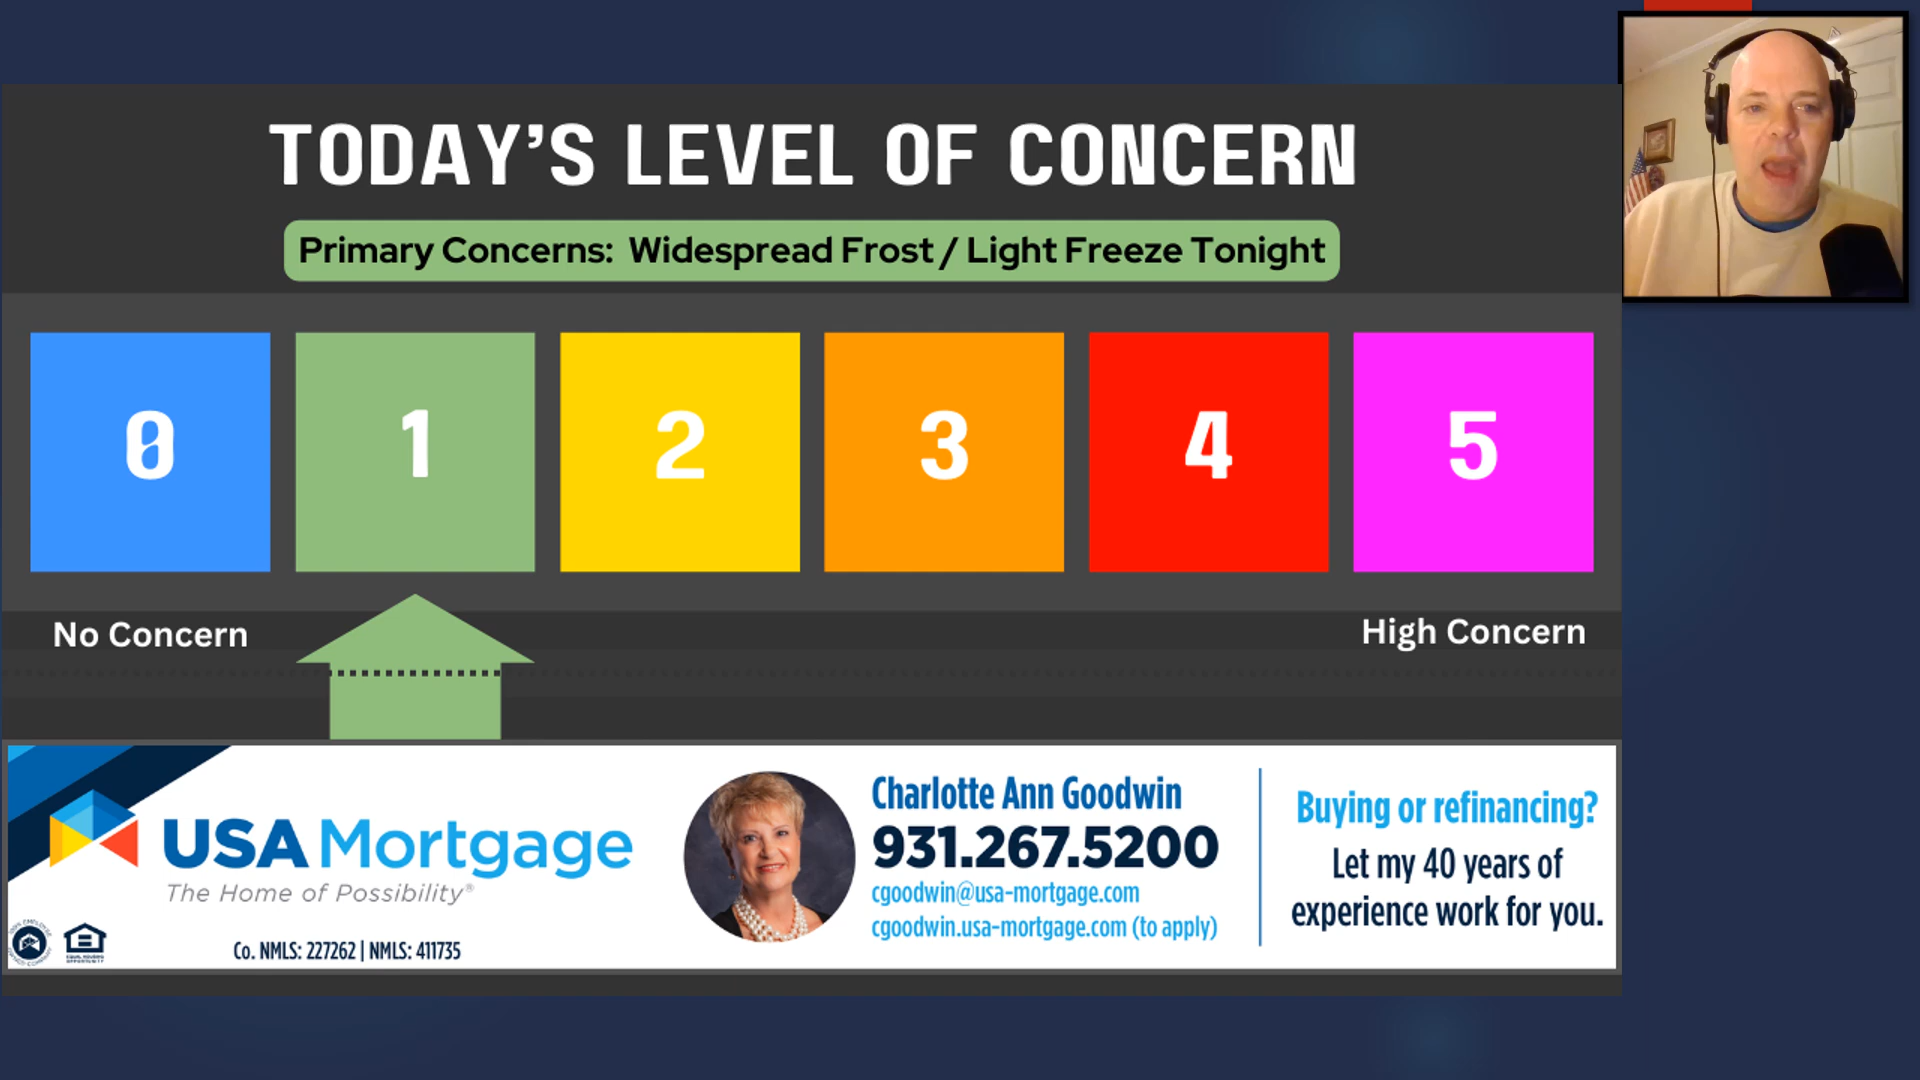 TODAY'S LEVEL OF CONCERN
Primary Concerns: Widespread Frost / Light Freeze Tonight
0 1 2 3 4 5
No Concern
High Concern
USA Mortgage
The Home of Possibility®
Co. NMLS: 227262 | NMLS: 411735
EQUAL HOUSING
OPPORTUNITY
Charlotte Ann Goodwin
931.267.5200
cgoodwin@usa-mortgage.com
cgoodwin.usa-mortgage.com (to apply)
Buying or refinancing?
Let my 40 years of
experience work for you.